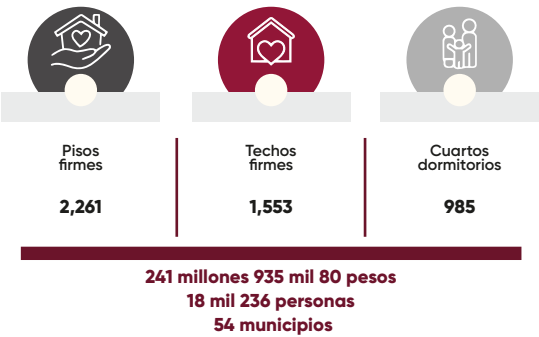 Pisos
firmes
2,261
Techos
firmes
1,553
Cuartos
dormitorios
985
241 millones 935 mil 80 pesos
18 mil 236 personas
54 municipios